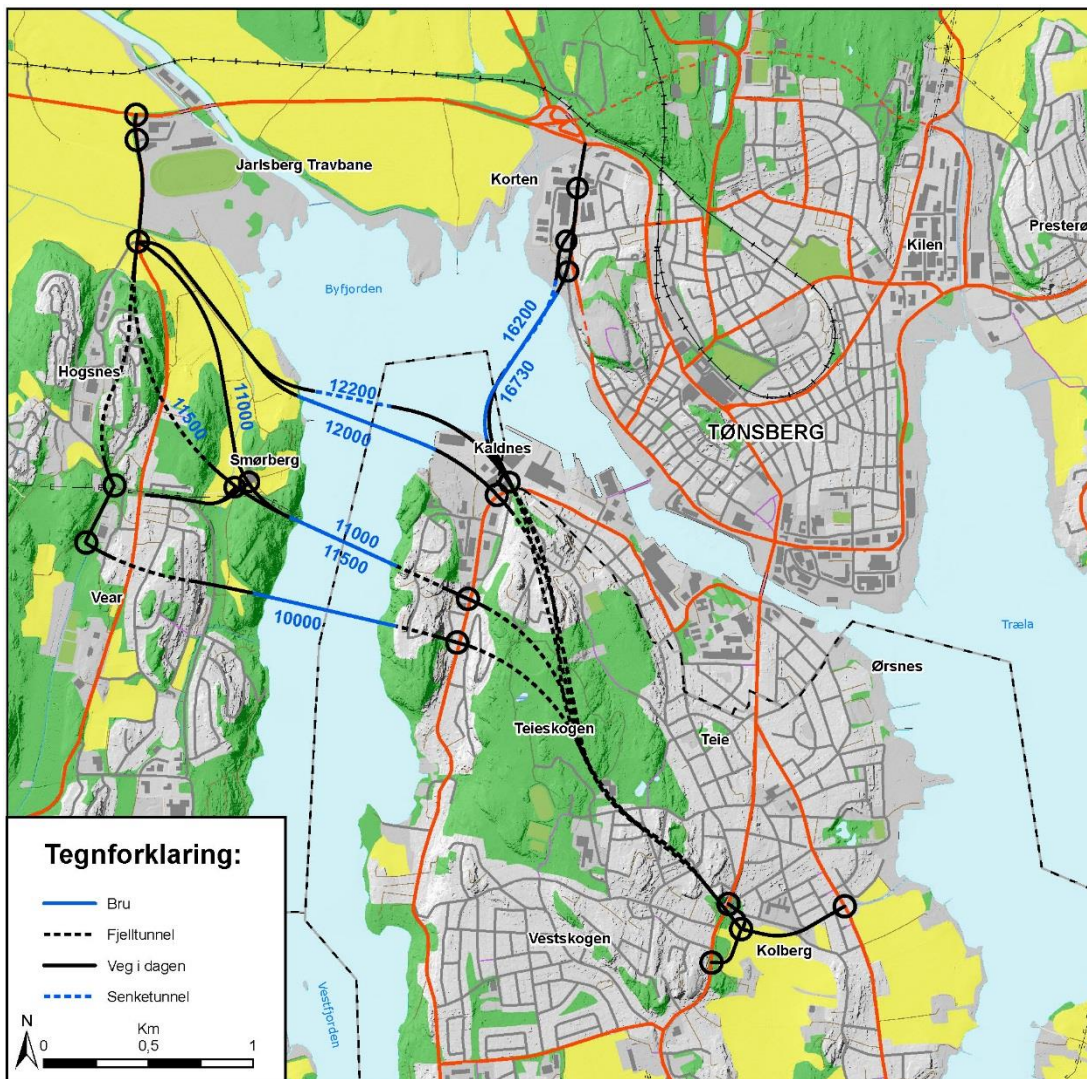 Jarlsberg Travbane
Korten
Kilen
Presterø
Byfjorden
16200
16730
Hogsnes
12200
12000
11000
11500
TØNSBERG
Kaldnes
Smørberg
11000
11500
10000
Vear
Træla
Ørsnes
Teieskogen
Teie
Vestskogen
Kolberg
Vestfjorden
Tegnforklaring:
Bru
Fjelltunnel
Veg i dagen
Senketunnel
N
Km
0 0,5 1